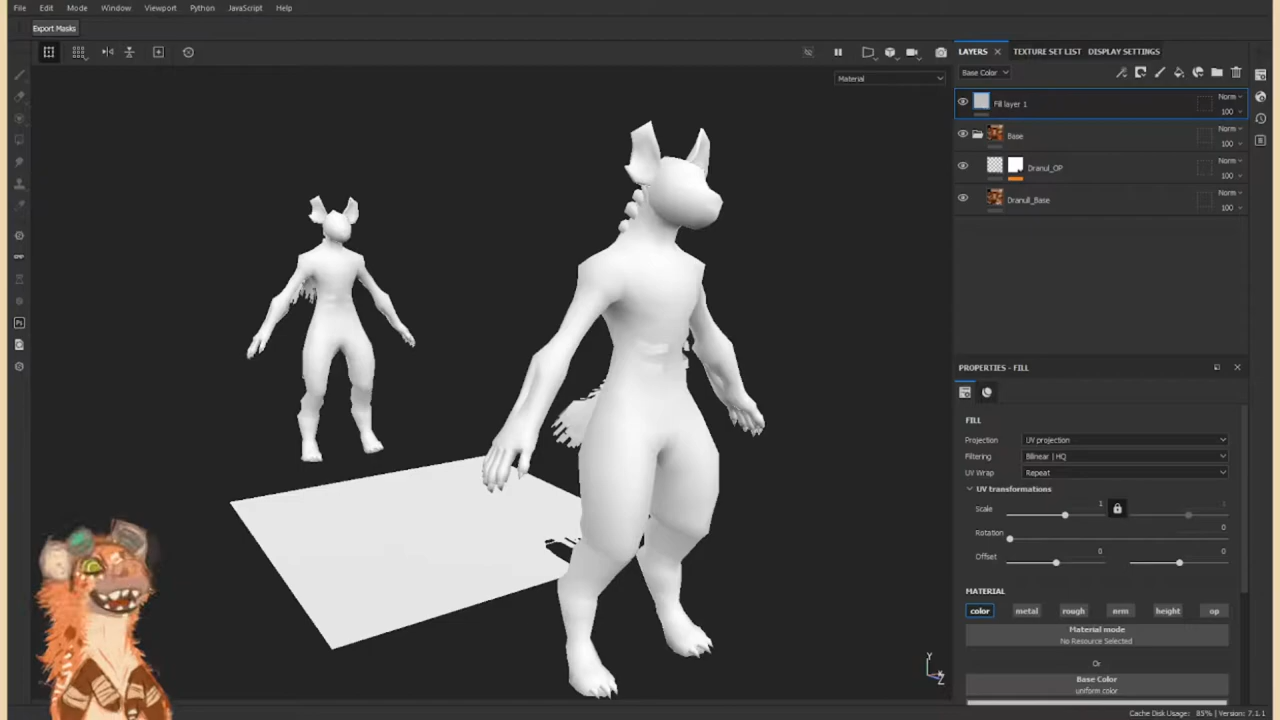 File Edit Mode Window Viewport Python JavaScript Help
Export Masks
LAYERS TEXTURE SET LIST DISPLAY SETTINGS
Base Color
Material
Norm
Fill layer 1
100
Norm
Base
100
Norm
Dranul_OP
100
Norm
Dranull_Base
100
PROPERTIES - FILL
FILL
Projection UV projection
Filtering Bilinear | HQ
UV Wrap Repeat
UV transformations
Scale 1 1
Rotation 0
Offset 0 0
MATERIAL
color metal rough nrm height op
Material mode
No Resource Selected
Or
Base Color
uniform color
Y
Z
Cache Disk Usage: 85% | Version: 7.1.1